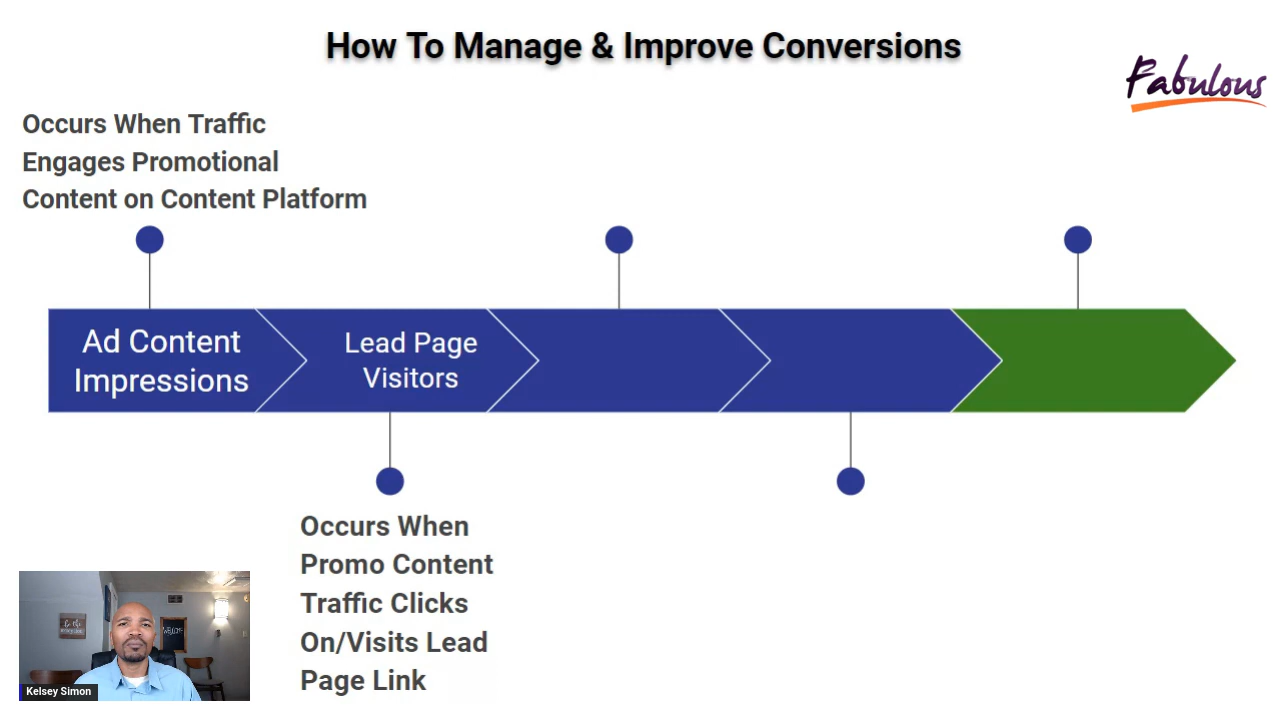 How To Manage & Improve Conversions
Fabulous
Occurs When Traffic
Engages Promotional
Content on Content Platform
Ad Content
Impressions
Lead Page
Visitors
Occurs When
Promo Content
Traffic Clicks
On/Visits Lead
Page Link
WELCOME
Kelsey Simon